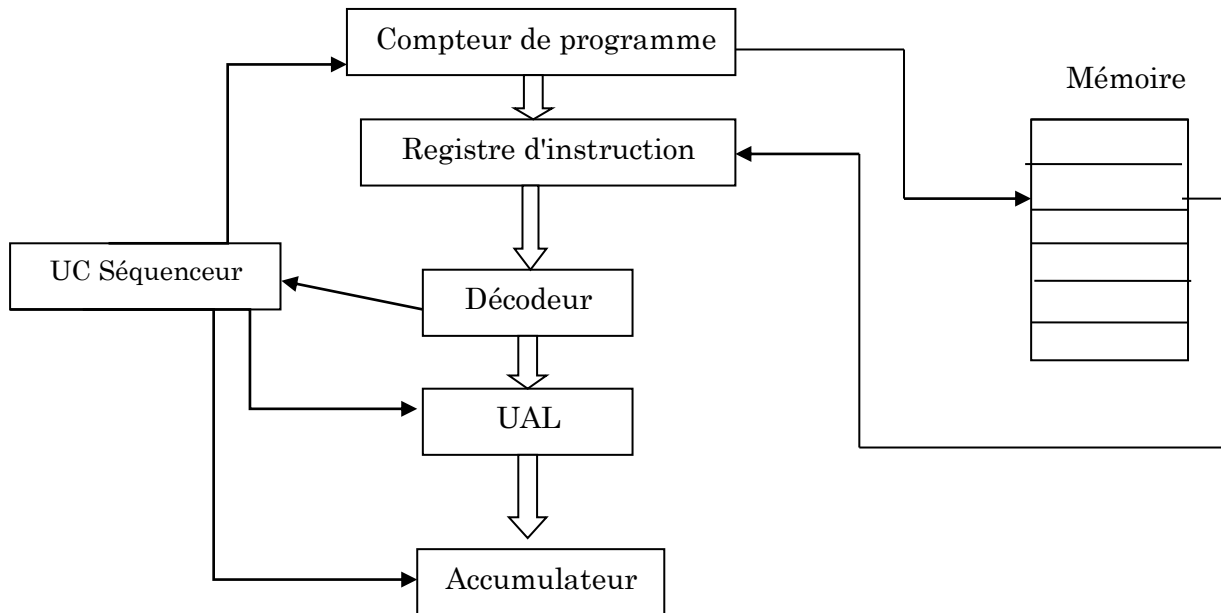 Compteur de programme
Mémoire
Registre d'instruction
UC Séquenceur
Décodeur
UAL
Accumulateur